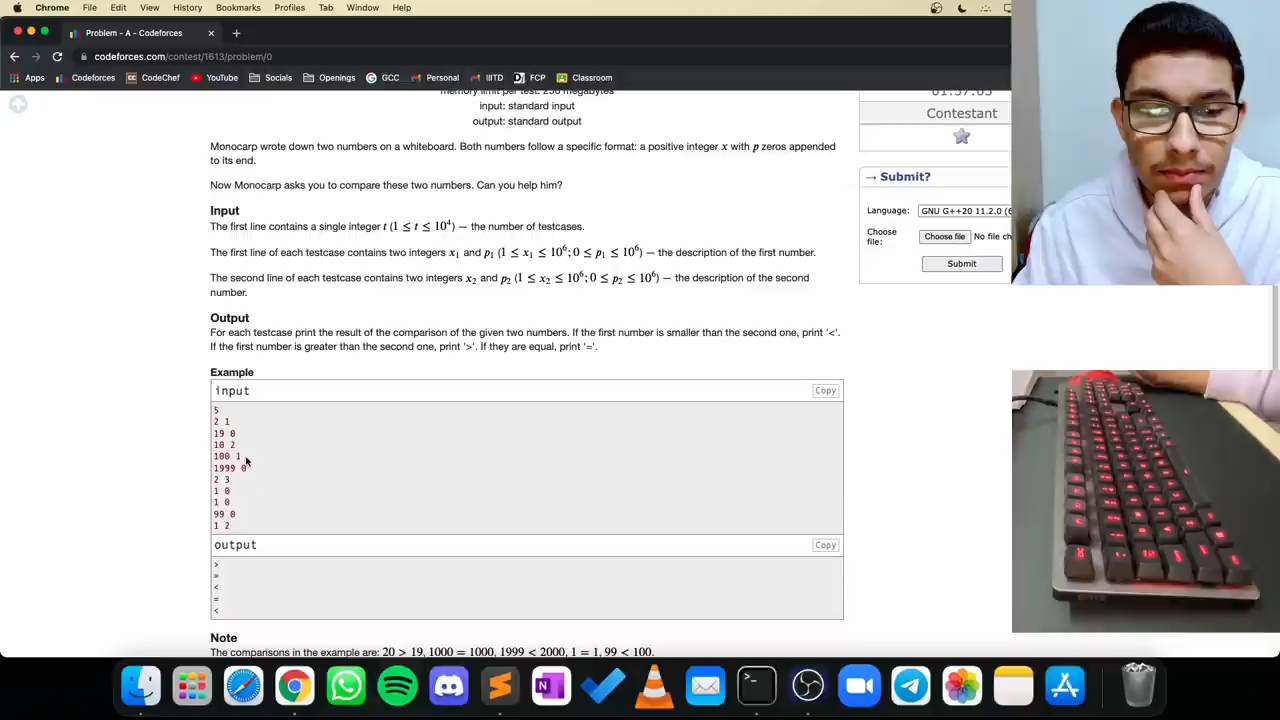 Chrome File Edit View History Bookmarks Profiles Tab Window Help
Problem - A - Codeforces
codeforces.com/contest/1613/problem/0
Apps Codeforces CC CodeChef YouTube Socials Openings GCC Personal IIITD FCP Classroom
memory limit per test: 256 megabytes
input: standard input
output: standard output
Monocarp wrote down two numbers on a whiteboard. Both numbers follow a specific format: a positive integer x with p zeros appended
to its end.
Now Monocarp asks you to compare these two numbers. Can you help him?
Input
The first line contains a single integer t (1 ≤ t ≤ 10⁴) — the number of testcases.
The first line of each testcase contains two integers x₁ and p₁ (1 ≤ x₁ ≤ 10⁶; 0 ≤ p₁ ≤ 10⁶) — the description of the first number.
The second line of each testcase contains two integers x₂ and p₂ (1 ≤ x₂ ≤ 10⁶; 0 ≤ p₂ ≤ 10⁶) — the description of the second
number.
Output
For each testcase print the result of the comparison of the given two numbers. If the first number is smaller than the second one, print '<'.
If the first number is greater than the second one, print '>'. If they are equal, print '='.
Example
input
Copy
5
2 1
19 0
10 2
100 1
1999 0
2 3
1 0
1 0
99 0
1 2
output
Copy
>
=
<
=
<
Note
The comparisons in the example are: 20 > 19, 1000 = 1000, 1999 < 2000, 1 = 1, 99 < 100.
01:37:03
Contestant
→ Submit?
Language: GNU G++20 11.2.0 (6
Choose
file: Choose file No file ch
Submit